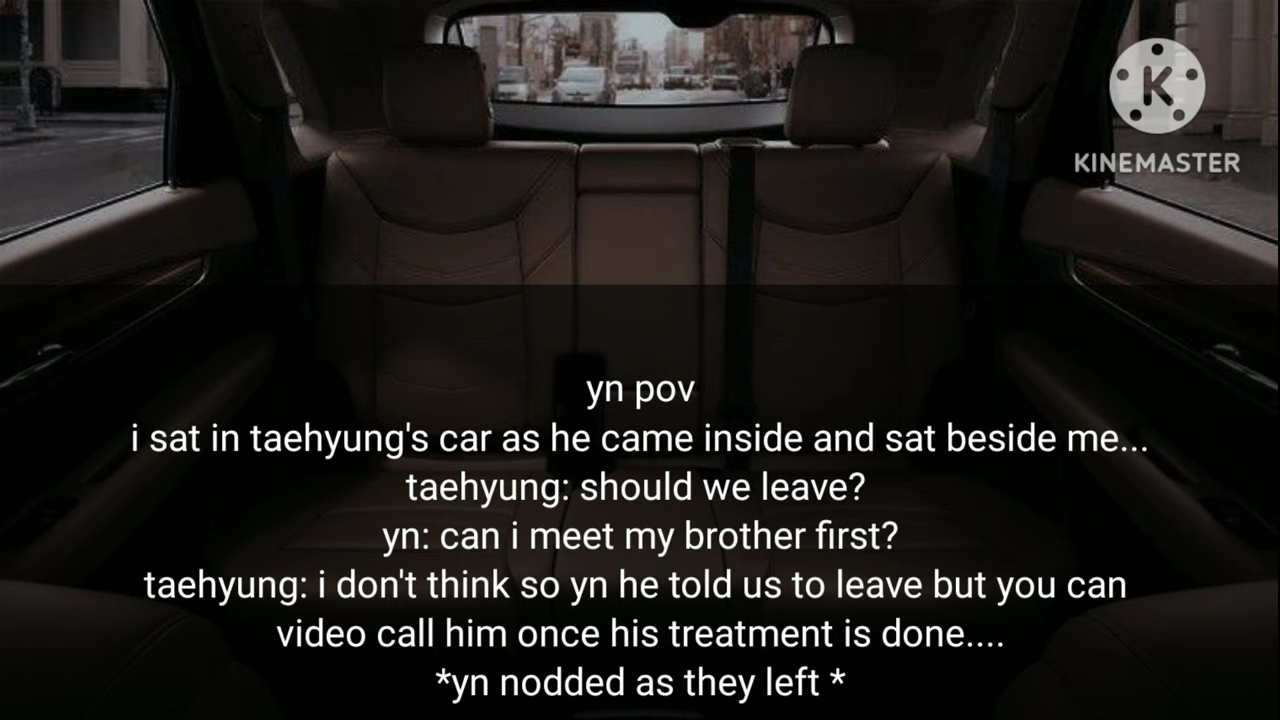 KINEMASTER
yn pov
i sat in taehyung's car as he came inside and sat beside me...
taehyung: should we leave?
yn: can i meet my brother first?
taehyung: i don't think so yn he told us to leave but you can
video call him once his treatment is done....
*yn nodded as they left *